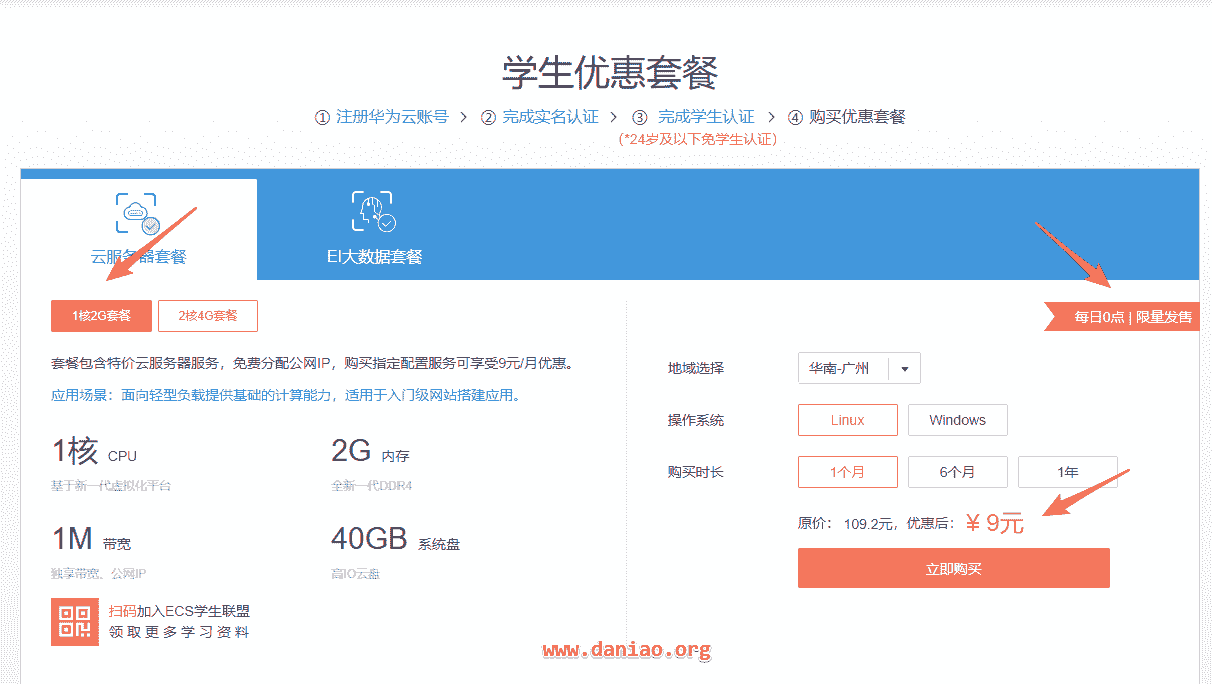 学生优惠套餐
① 注册华为云账号 > ② 完成实名认证 > ③ 完成学生认证 > ④ 购买优惠套餐
(*24岁及以下免学生认证)
云服务器套餐
EI大数据套餐
1核2G套餐 2核4G套餐
每日0点 | 限量发售
套餐包含特价云服务器服务，免费分配公网IP，购买指定配置服务可享受9元/月优惠。
应用场景：面向轻型负载提供基础的计算能力，适用于入门级网站搭建应用。
1核 CPU
基于新一代虚拟化平台
2G 内存
全新一代DDR4
1M 带宽
独享带宽、公网IP
40GB 系统盘
高IO云盘
扫码加入ECS学生联盟
领取更多学习资料
地域选择 华南-广州
操作系统 Linux Windows
购买时长 1个月 6个月 1年
原价： 109.2元，优惠后： ¥ 9元
立即购买
www.daniao.org